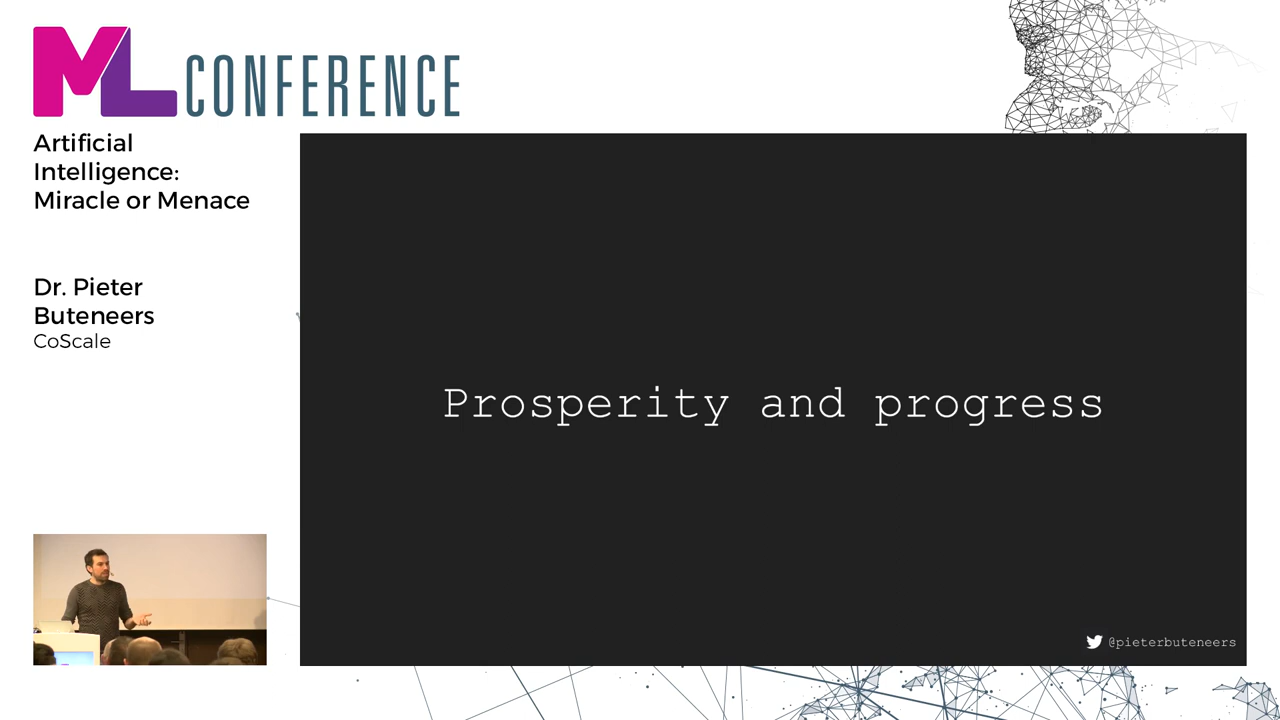 ML CONFERENCE
Artificial
Intelligence:
Miracle or Menace
Dr. Pieter
Buteneers
CoScale
Prosperity and progress
@pieterbuteneers